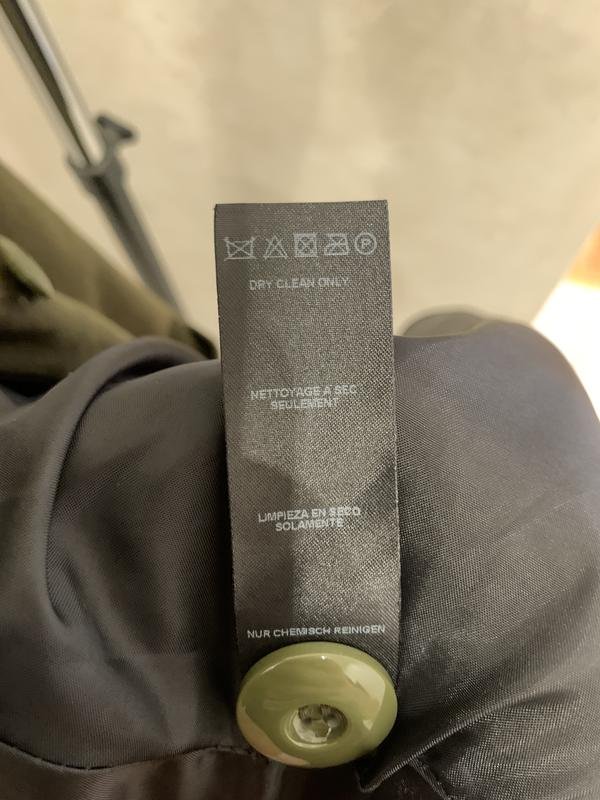 P
DRY CLEAN ONLY
NETTOYAGE A SEC
SEULEMENT
LIMPIEZA EN SECO
SOLAMENTE
NUR CHEMISCH REINIGEN